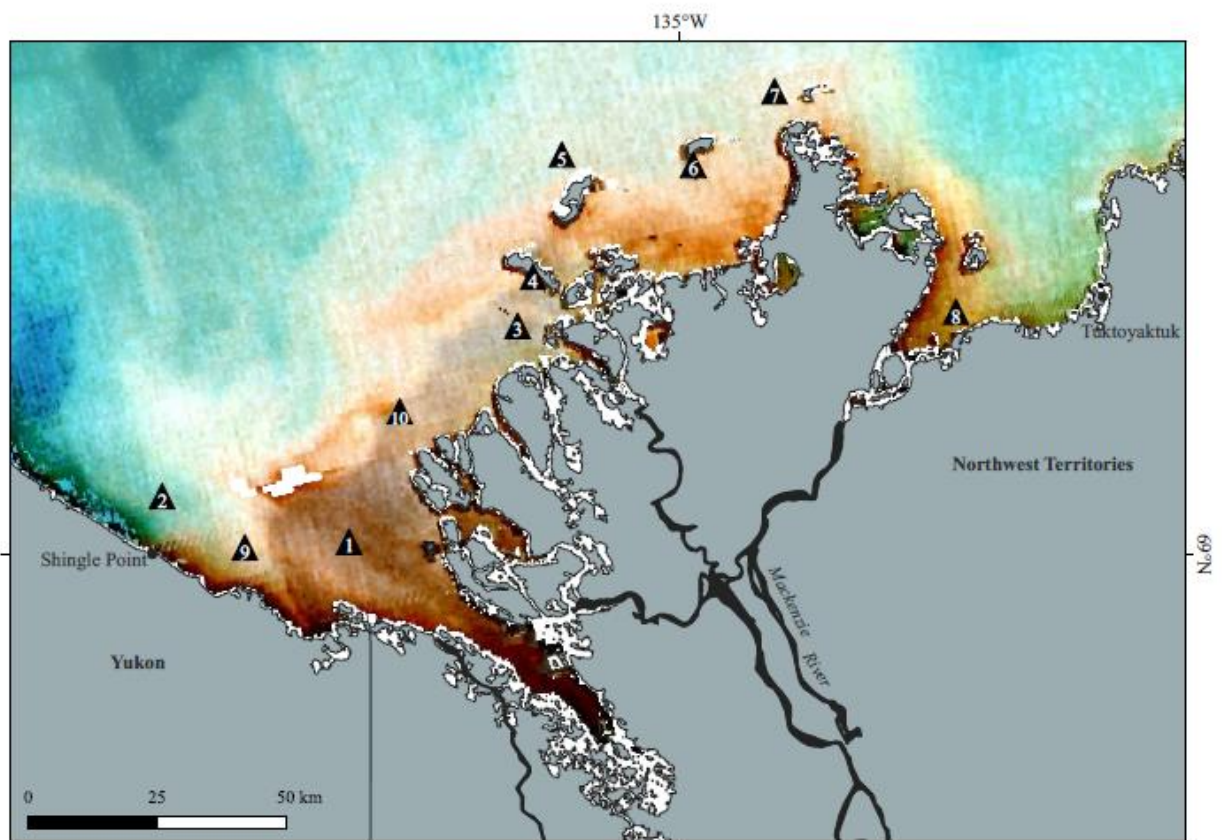 135°W
7
5
6
4
3
8
Tuktoyaktuk
10
Northwest Territories
2
9
1
Shingle Point
N°69
Mackenzie
River
Yukon
0 25 50 km